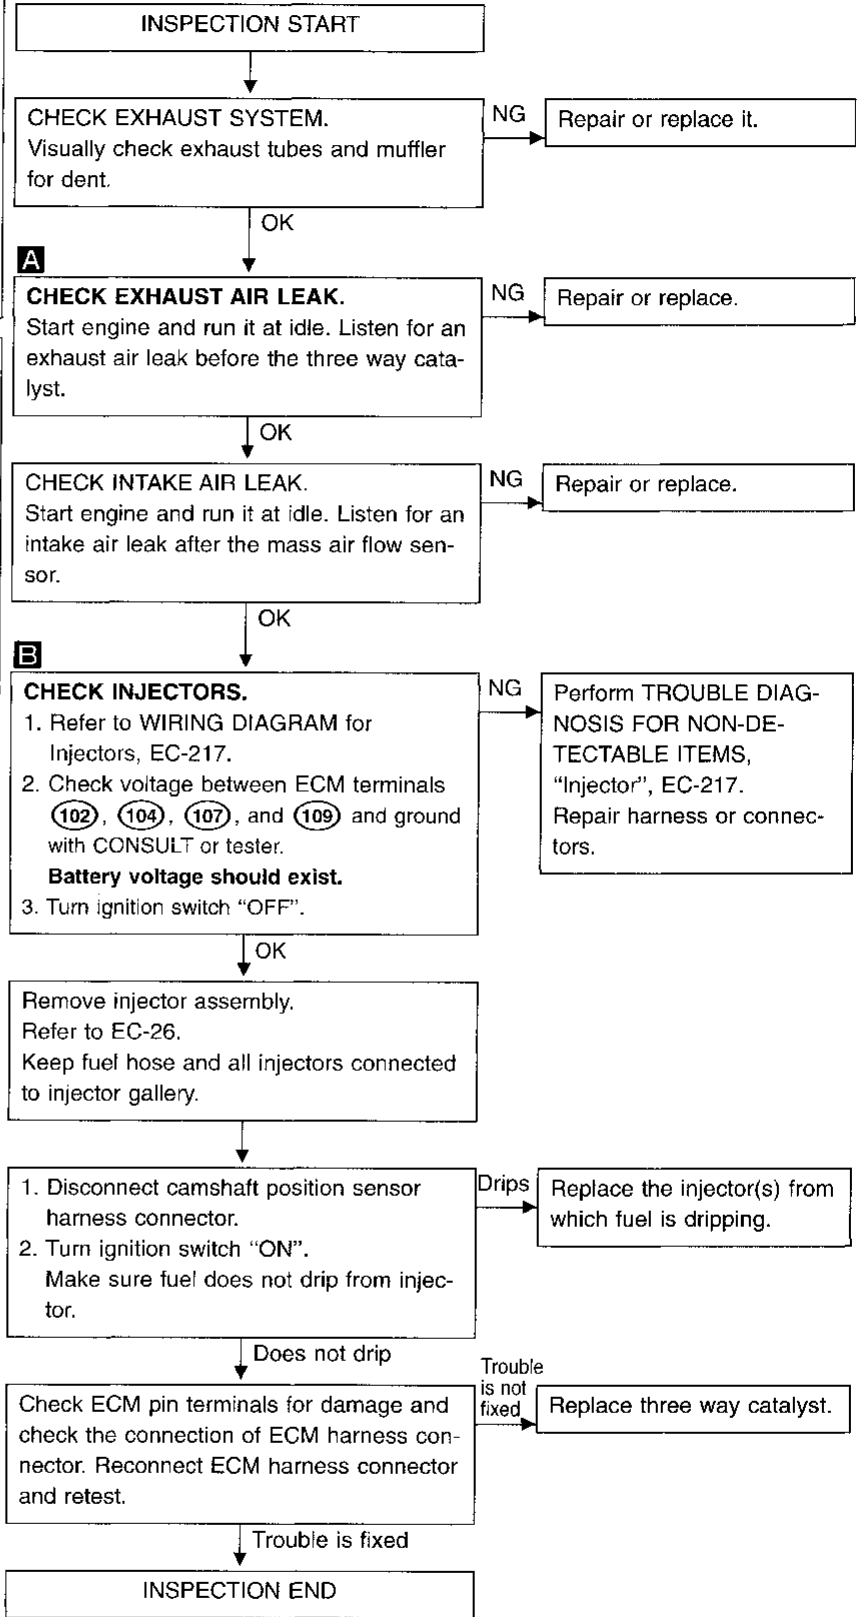 INSPECTION START
CHECK EXHAUST SYSTEM.
Visually check exhaust tubes and muffler
for dent.
NG
Repair or replace it.
OK
A
CHECK EXHAUST AIR LEAK.
Start engine and run it at idle. Listen for an
exhaust air leak before the three way cata-
lyst.
NG
Repair or replace.
OK
CHECK INTAKE AIR LEAK.
Start engine and run it at idle. Listen for an
intake air leak after the mass air flow sen-
sor.
NG
Repair or replace.
OK
B
CHECK INJECTORS.
1. Refer to WIRING DIAGRAM for
Injectors, EC-217.
2. Check voltage between ECM terminals
102, 104, 107, and 109 and ground
with CONSULT or tester.
Battery voltage should exist.
3. Turn ignition switch “OFF”.
NG
Perform TROUBLE DIAG-
NOSIS FOR NON-DE-
TECTABLE ITEMS,
“Injector”, EC-217.
Repair harness or connec-
tors.
OK
Remove injector assembly.
Refer to EC-26.
Keep fuel hose and all injectors connected
to injector gallery.
1. Disconnect camshaft position sensor
harness connector.
2. Turn ignition switch “ON”.
Make sure fuel does not drip from injec-
tor.
Drips
Replace the injector(s) from
which fuel is dripping.
Does not drip
Check ECM pin terminals for damage and
check the connection of ECM harness con-
nector. Reconnect ECM harness connector
and retest.
Trouble
is not
fixed
Replace three way catalyst.
Trouble is fixed
INSPECTION END